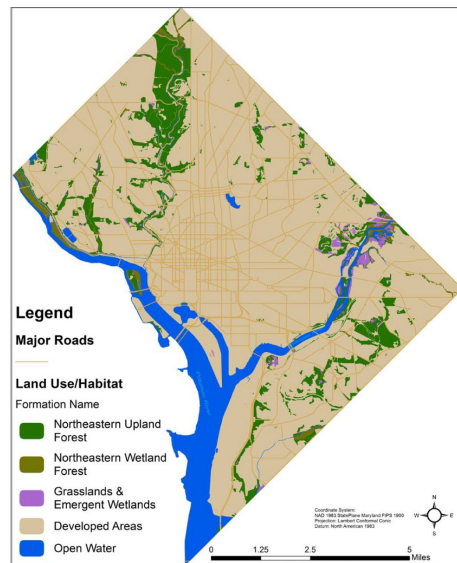 Legend
Major Roads
Land Use/Habitat
Formation Name
Northeastern Upland
Forest
Northeastern Wetland
Forest
Grasslands &
Emergent Wetlands
Developed Areas
Open Water
Coordinate System:
NAD 1983 StatePlane Maryland FIPS 1900
Projection: Lambert Conformal Conic
Datum: North American 1983
N
W
E
S
0
1.25
2.5
5
Miles